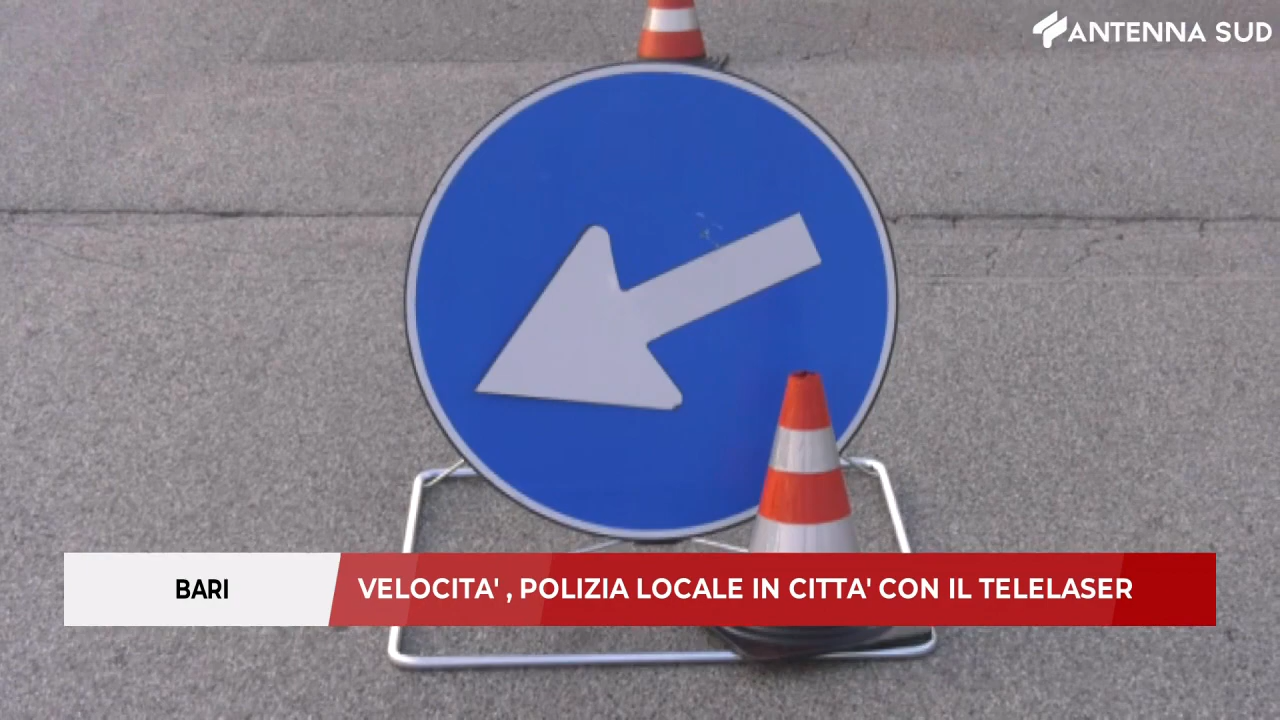 ANTENNA SUD
BARI
VELOCITA' , POLIZIA LOCALE IN CITTA' CON IL TELELASER